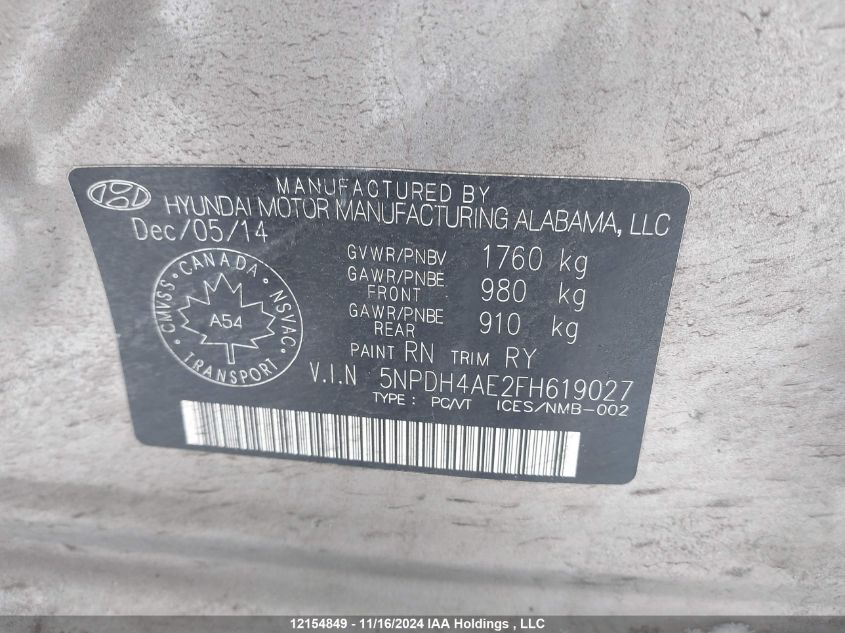 MANUFACTURED BY
HYUNDAI MOTOR MANUFACTURING ALABAMA, LLC
Dec/05/14
GVWR/PNBV 1760 kg
GAWR/PNBE FRONT 980 kg
GAWR/PNBE REAR 910 kg
CANADA
CMVSS NSVAC
A54
TRANSPORT
PAINT RN TRIM RY
V.I.N 5NPDH4AE2FH619027
TYPE : PC/VT ICES/NMB-002
12154849 - 11/16/2024 IAA Holdings , LLC